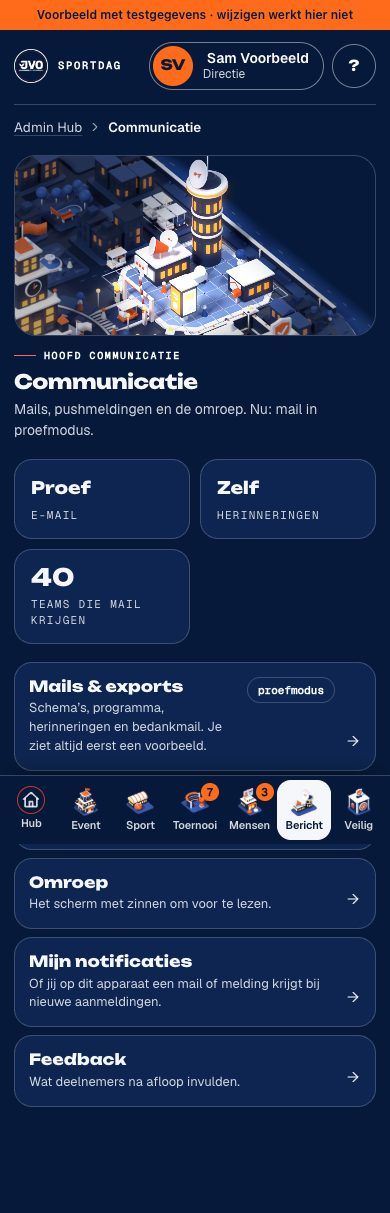 Voorbeeld met testgegevens · wijzigen werkt hier niet
JVO
SPORTDAG
SV
Sam Voorbeeld
Directie
?
Admin Hub > Communicatie
HOOFD COMMUNICATIE
Communicatie
Mails, pushmeldingen en de omroep. Nu: mail in
proefmodus.
Proef
E-MAIL
Zelf
HERINNERINGEN
40
TEAMS DIE MAIL
KRIJGEN
Mails & exports
proefmodus
Schema's, programma,
herinneringen en bedankmail. Je
ziet altijd eerst een voorbeeld.
→
7
3
Hub
Event
Sport
Toernooi
Mensen
Bericht
Veilig
Omroep
Het scherm met zinnen om voor te lezen.
→
Mijn notificaties
Of jij op dit apparaat een mail of melding krijgt bij
nieuwe aanmeldingen.
→
Feedback
Wat deelnemers na afloop invulden.
→